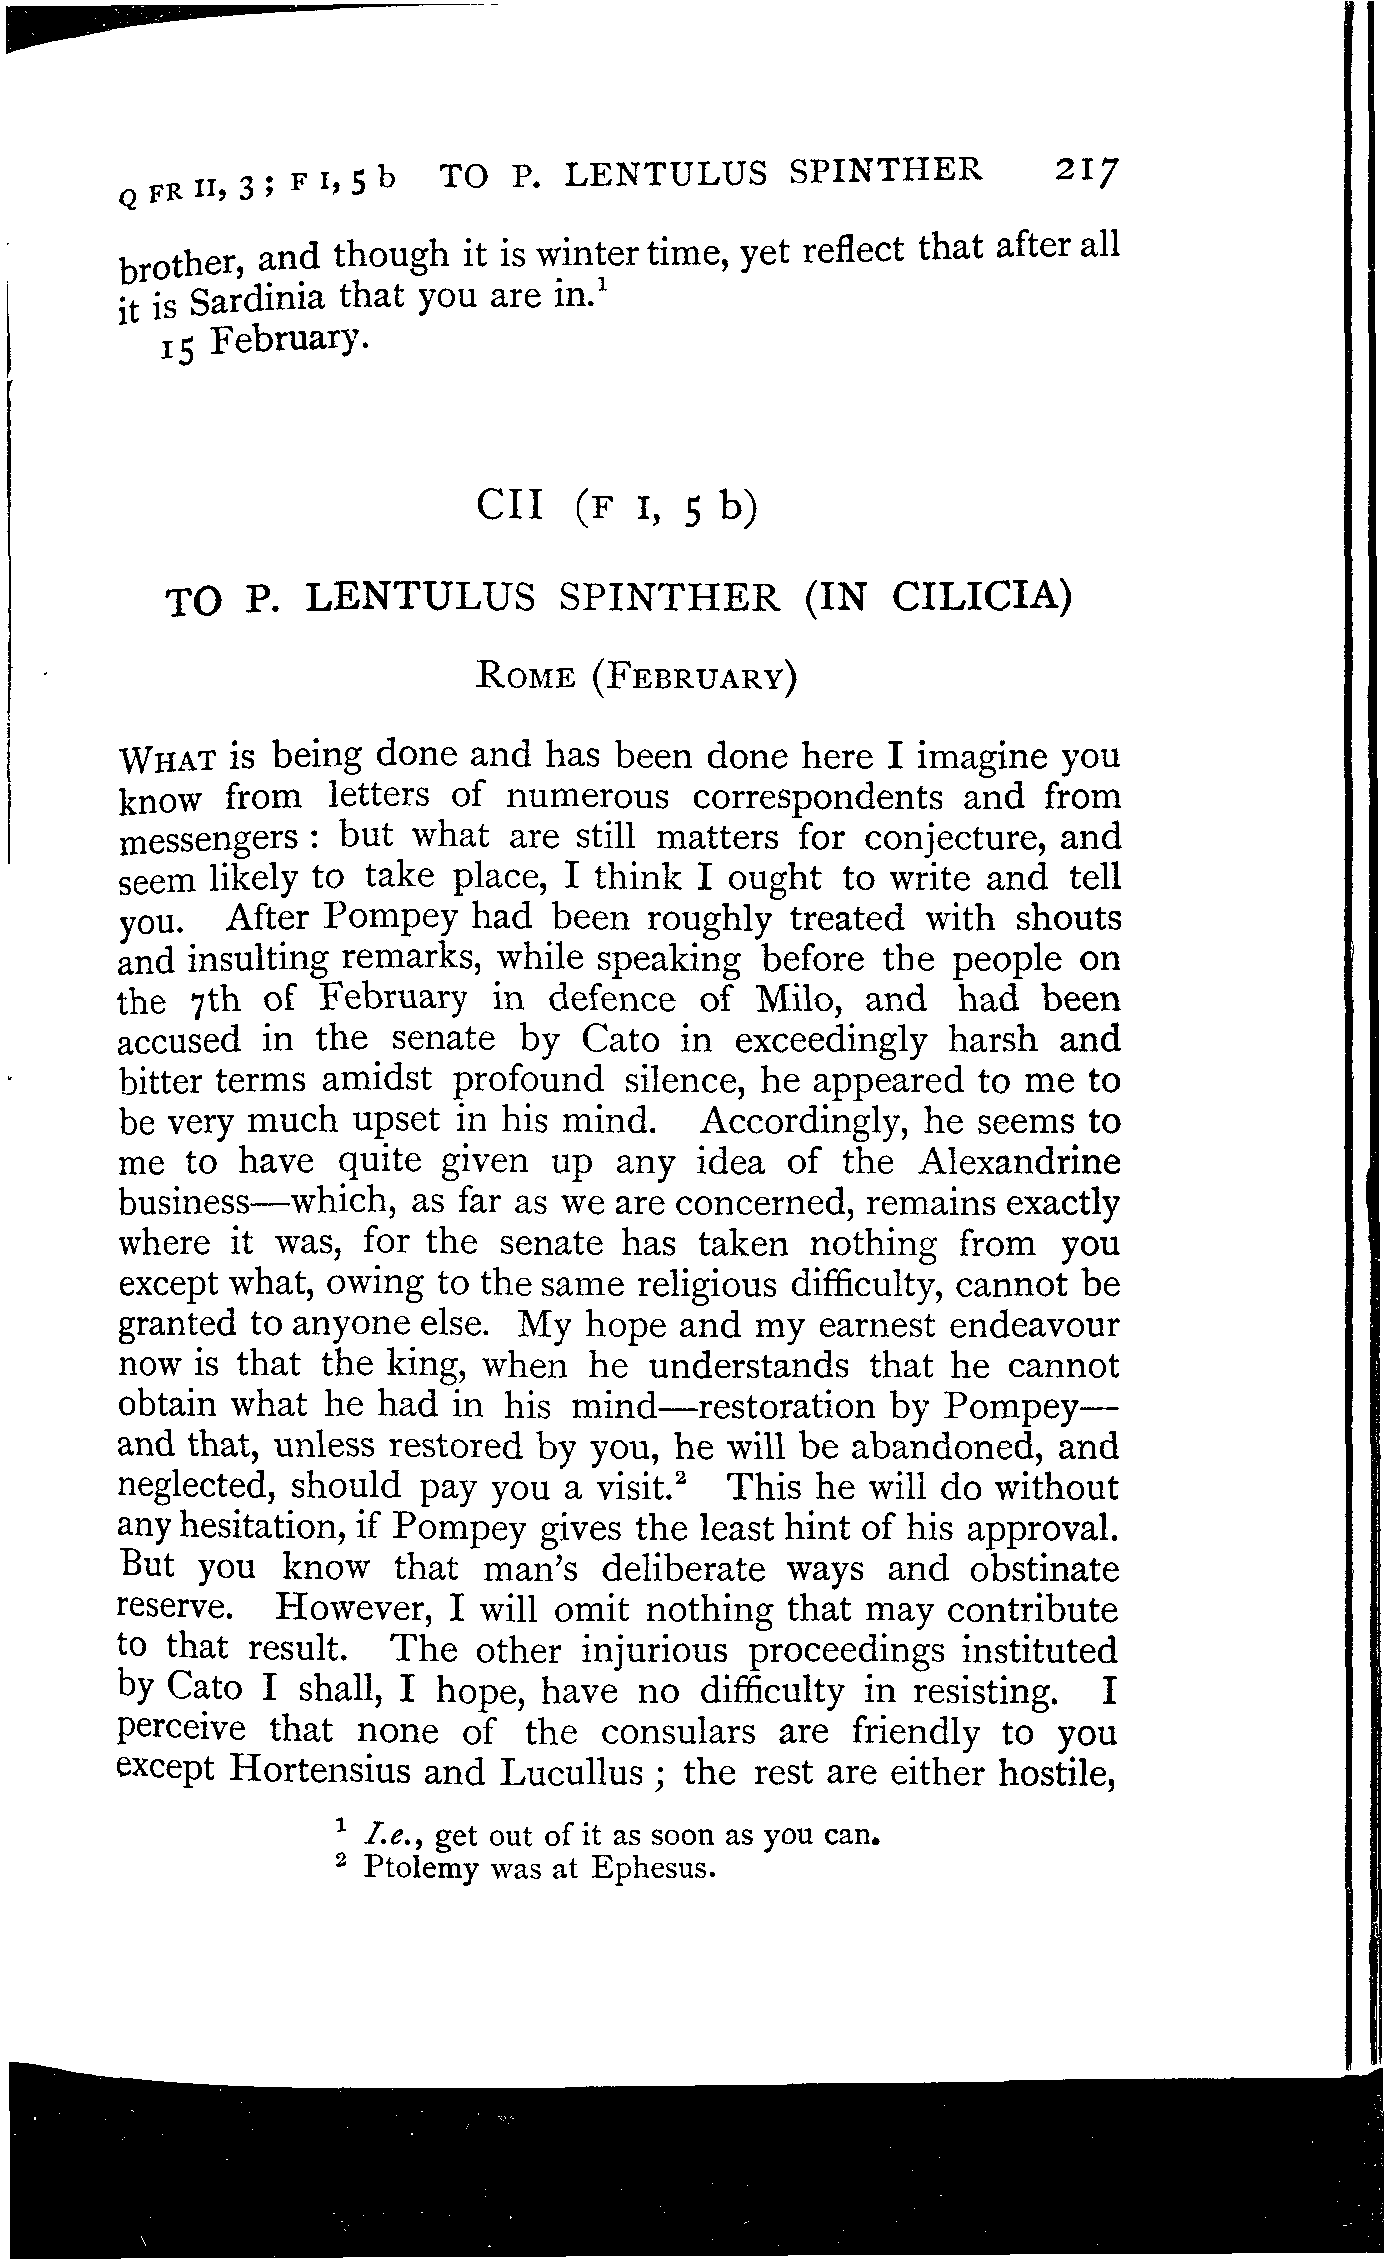 Q FR II, 3; F I, 5 b TO P. LENTULUS SPINTHER 217
brother, and though it is winter time, yet reflect that after all
it is Sardinia that you are in.¹
15 February.
CII (F I, 5 b)
TO P. LENTULUS SPINTHER (IN CILICIA)
ROME (FEBRUARY)
WHAT is being done and has been done here I imagine you
know from letters of numerous correspondents and from
messengers : but what are still matters for conjecture, and
seem likely to take place, I think I ought to write and tell
you. After Pompey had been roughly treated with shouts
and insulting remarks, while speaking before the people on
the 7th of February in defence of Milo, and had been
accused in the senate by Cato in exceedingly harsh and
bitter terms amidst profound silence, he appeared to me to
be very much upset in his mind. Accordingly, he seems to
me to have quite given up any idea of the Alexandrine
business—which, as far as we are concerned, remains exactly
where it was, for the senate has taken nothing from you
except what, owing to the same religious difficulty, cannot be
granted to anyone else. My hope and my earnest endeavour
now is that the king, when he understands that he cannot
obtain what he had in his mind—restoration by Pompey—
and that, unless restored by you, he will be abandoned, and
neglected, should pay you a visit.² This he will do without
any hesitation, if Pompey gives the least hint of his approval.
But you know that man's deliberate ways and obstinate
reserve. However, I will omit nothing that may contribute
to that result. The other injurious proceedings instituted
by Cato I shall, I hope, have no difficulty in resisting. I
perceive that none of the consulars are friendly to you
except Hortensius and Lucullus ; the rest are either hostile,
¹ I.e., get out of it as soon as you can.
² Ptolemy was at Ephesus.